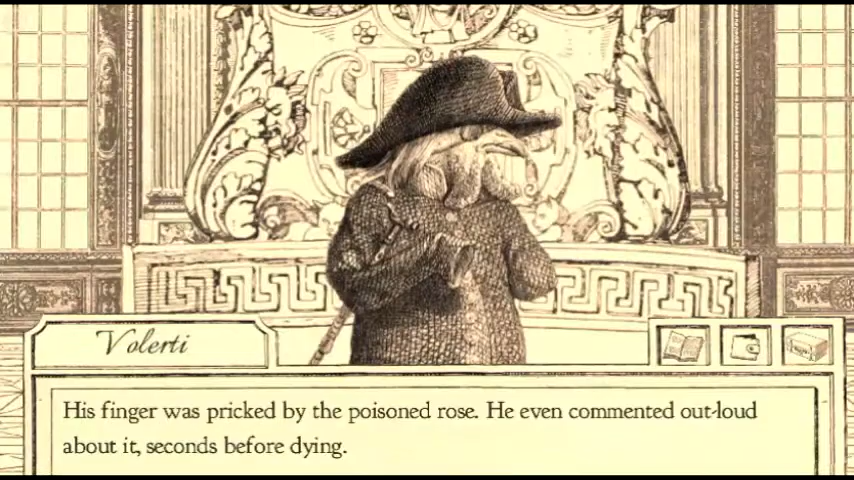 Volerti
His finger was pricked by the poisoned rose. He even commented out-loud
about it, seconds before dying.